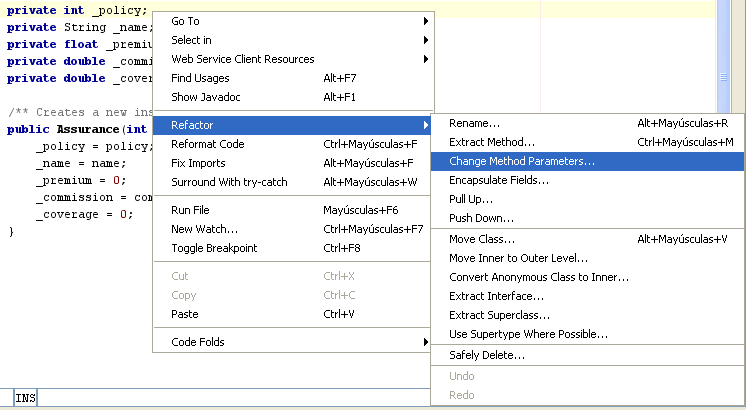 private int _policy;
private String _name;
private float _premium
private double _commi
private double _cover
/** Creates a new ins
public Assurance(int
_policy = policy;
_name = name;
_premium = 0;
_commission = com
_coverage = 0;
}
INS
Go To
Select in
Web Service Client Resources
Find Usages Alt+F7
Show Javadoc Alt+F1
Refactor
Reformat Code Ctrl+Mayúsculas+F
Fix Imports Alt+Mayúsculas+F
Surround With try-catch Alt+Mayúsculas+W
Run File Mayúsculas+F6
New Watch... Ctrl+Mayúsculas+F7
Toggle Breakpoint Ctrl+F8
Cut Ctrl+X
Copy Ctrl+C
Paste Ctrl+V
Code Folds
Rename... Alt+Mayúsculas+R
Extract Method... Ctrl+Mayúsculas+M
Change Method Parameters...
Encapsulate Fields...
Pull Up...
Push Down...
Move Class... Alt+Mayúsculas+V
Move Inner to Outer Level...
Convert Anonymous Class to Inner...
Extract Interface...
Extract Superclass...
Use Supertype Where Possible...
Safely Delete...
Undo
Redo